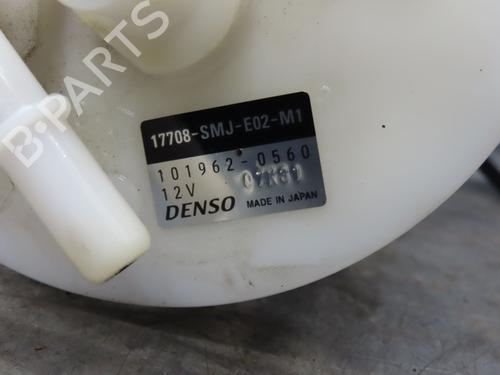 B-PARTS
17708-SMJ-E02-M1
101962-0560
12V
DENSO MADE IN JAPAN